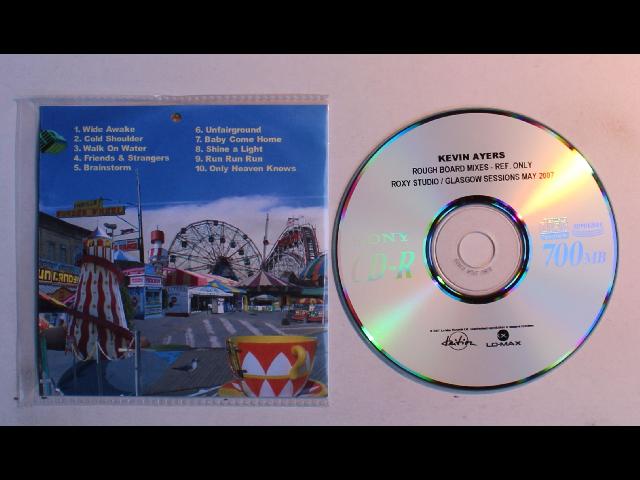 1. Wide Awake
2. Cold Shoulder
3. Walk On Water
4. Friends & Strangers
5. Brainstorm
6. Unfairground
7. Baby Come Home
8. Shine a Light
9. Run Run Run
10. Only Heaven Knows
KEVIN AYERS
ROUGH BOARD MIXES - REF. ONLY
ROXY STUDIO / GLASGOW SESSIONS MAY 2007
SONY
CD-R
700MB
LO-MAX